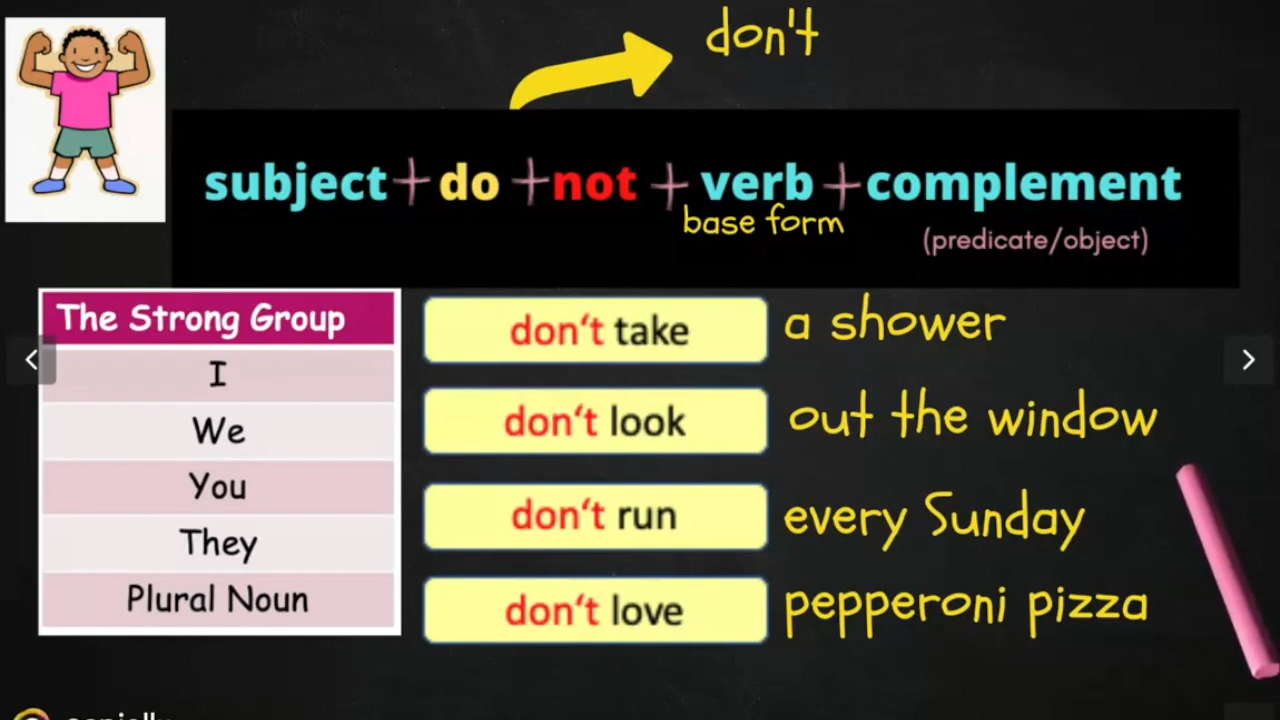 don't
subject + do + not + verb + complement
base form
(predicate/object)
The Strong Group
I
We
You
They
Plural Noun
don't take a shower
don't look out the window
don't run every Sunday
don't love pepperoni pizza